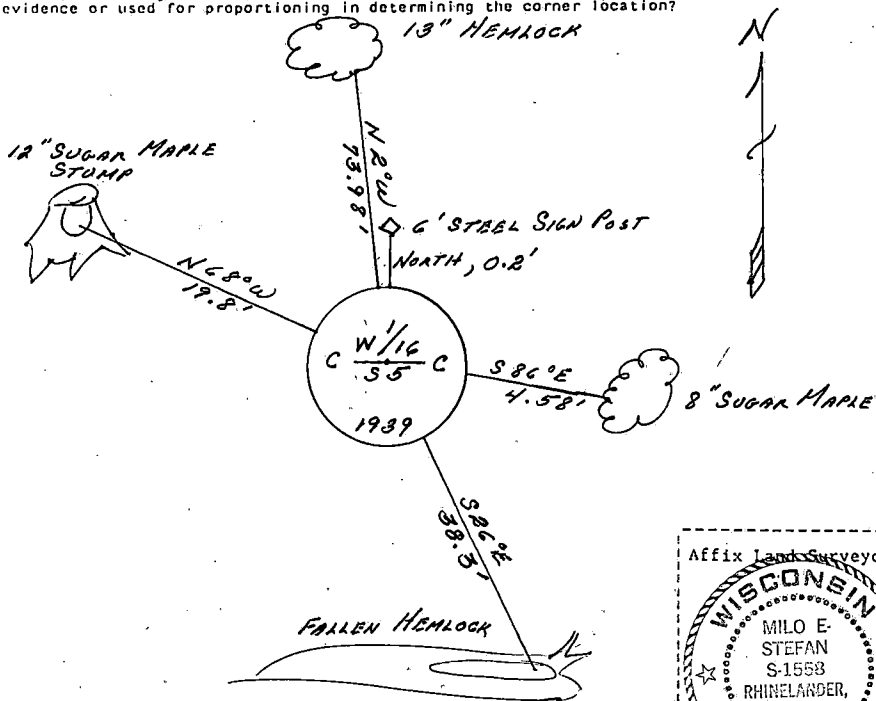 evidence or used for proportioning in determining the corner location?
13" HEMLOCK
N
12" SUGAR MAPLE
STUMP
N 2°W
73.98'
6' STEEL SIGN POST
NORTH, 0.2'
N 68°W
19.8'
W 1/16
C C
S 5
1939
S 86°E
4.58'
8" SUGAR MAPLE
S 26°E
38.3'
FALLEN HEMLOCK
Affix Land Surveyo
WISCONSIN
MILO E-
STEFAN
S-1558
RHINELANDER,